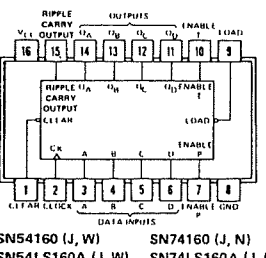 RIPPLE
CARRY
OUTPUT
OUTPUTS
ENABLE
T
LOAD
VCC
QA QB QC QD
16 15 14 13 12 11 10 9
RIPPLE QA QB QC QD ENABLE
CARRY T
OUTPUT
CLEAR
LOAD
ENABLE
CK A B C D P
1 2 3 4 5 6 7 8
CLEAR CLOCK A B C D ENABLE GND
P
DATA INPUTS
SN54160 (J, W) SN74160 (J, N)